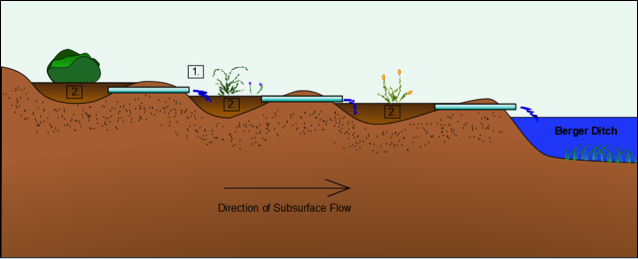 1.
2.
2.
2.
Berger Ditch
Direction of Subsurface Flow